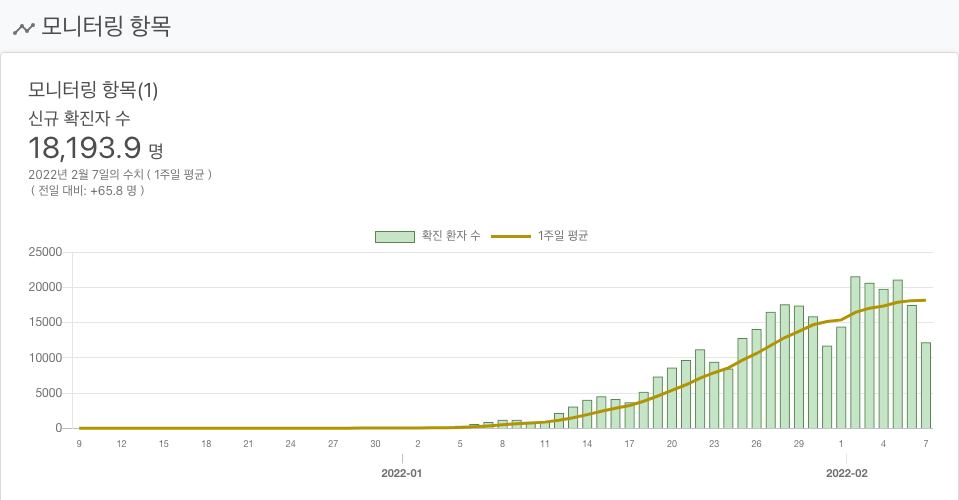 모니터링 항목
모니터링 항목(1)
신규 확진자 수
18,193.9 명
2022년 2월 7일의 수치 ( 1주일 평균 )
( 전일 대비: +65.8 명 )
확진 환자 수 1주일 평균
25000
20000
15000
10000
5000
0
9 12 15 18 21 24 27 30 2 5 8 11 14 17 20 23 26 29 1 4 7
2022-01 2022-02